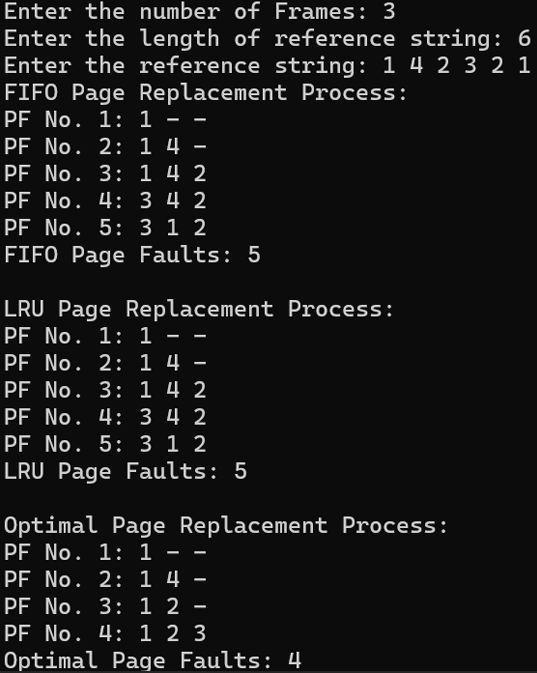 Enter the number of Frames: 3
Enter the length of reference string: 6
Enter the reference string: 1 4 2 3 2 1
FIFO Page Replacement Process:
PF No. 1: 1 - -
PF No. 2: 1 4 -
PF No. 3: 1 4 2
PF No. 4: 3 4 2
PF No. 5: 3 1 2
FIFO Page Faults: 5

LRU Page Replacement Process:
PF No. 1: 1 - -
PF No. 2: 1 4 -
PF No. 3: 1 4 2
PF No. 4: 3 4 2
PF No. 5: 3 1 2
LRU Page Faults: 5

Optimal Page Replacement Process:
PF No. 1: 1 - -
PF No. 2: 1 4 -
PF No. 3: 1 2 -
PF No. 4: 1 2 3
Optimal Page Faults: 4